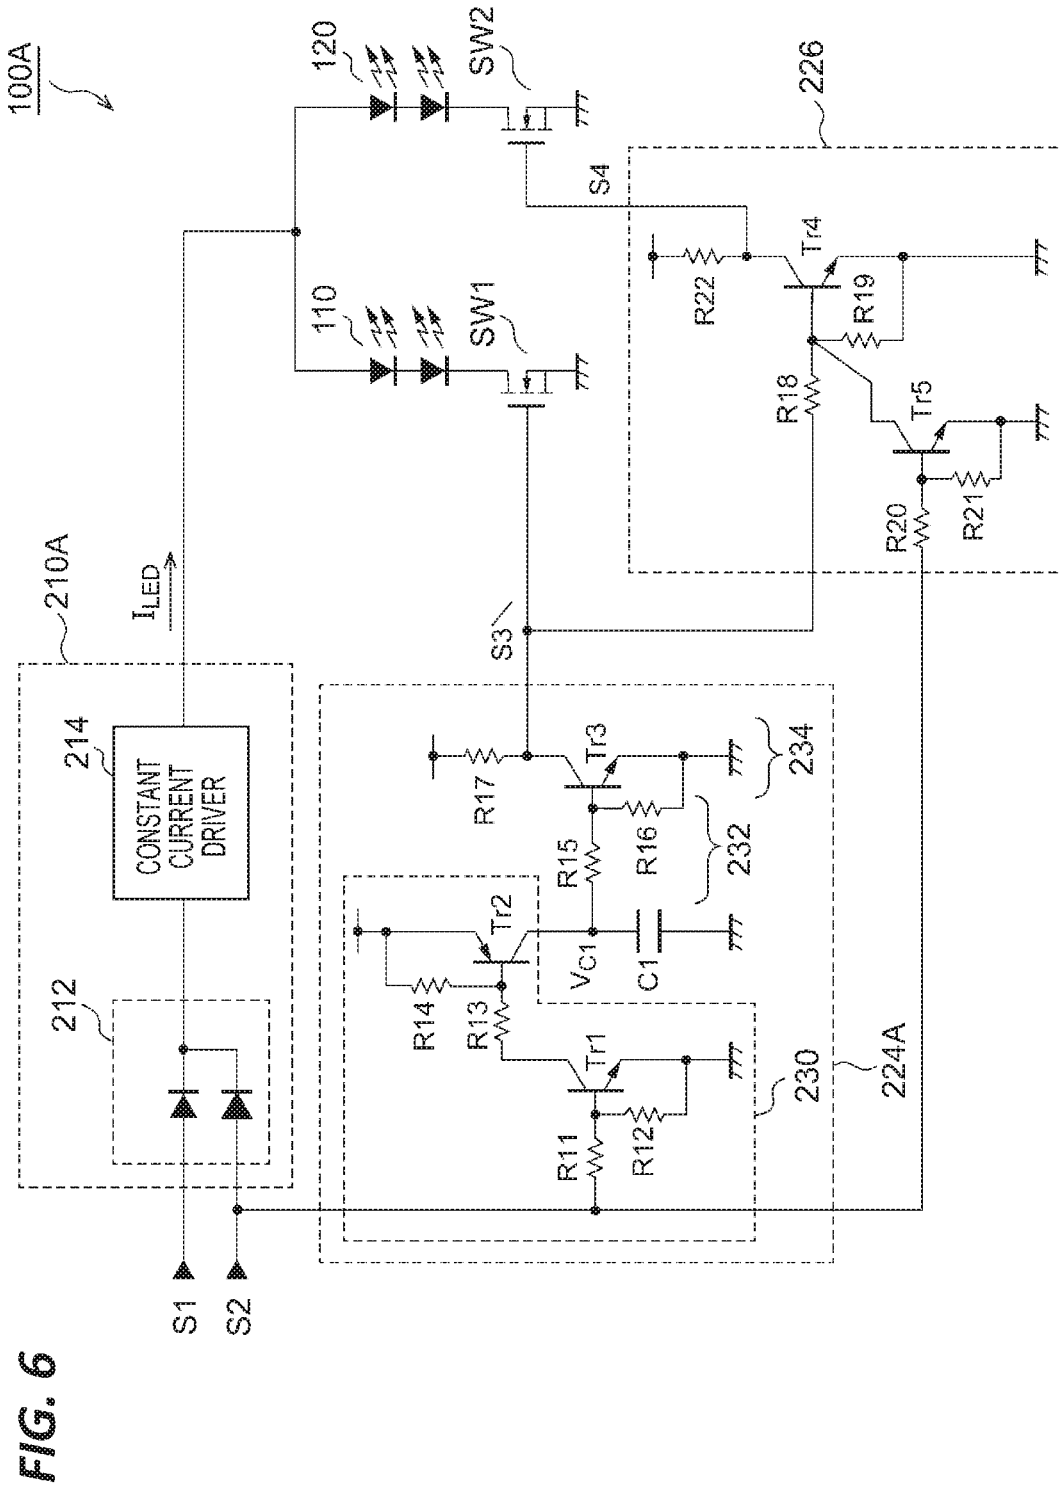 FIG. 6
100A
210A
212
214
CONSTANT
CURRENT
DRIVER
I_LED
S1
S2
110
120
SW1
SW2
S3
S4
224A
230
232
234
R11
R12
Tr1
R13
R14
Tr2
V_C1
C1
R15
R16
Tr3
R17
226
R18
R19
Tr4
R20
R21
Tr5
R22